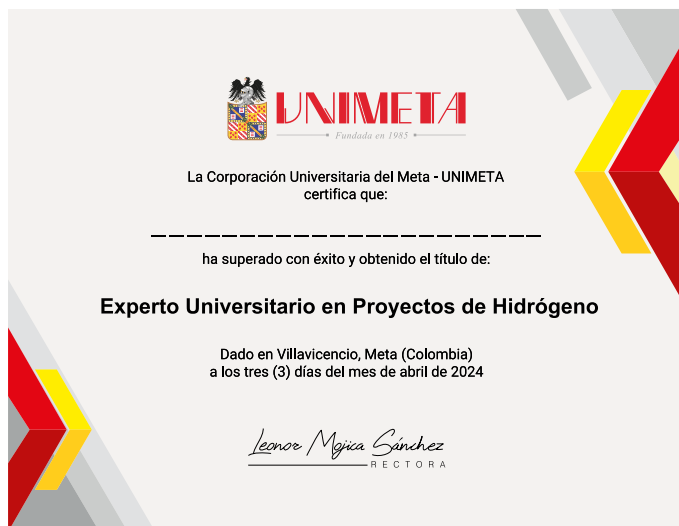 UNIMETA
Fundada en 1985
La Corporación Universitaria del Meta - UNIMETA
certifica que:
ha superado con éxito y obtenido el título de:
Experto Universitario en Proyectos de Hidrógeno
Dado en Villavicencio, Meta (Colombia)
a los tres (3) días del mes de abril de 2024
Leonor Mojica Sánchez
RECTORA